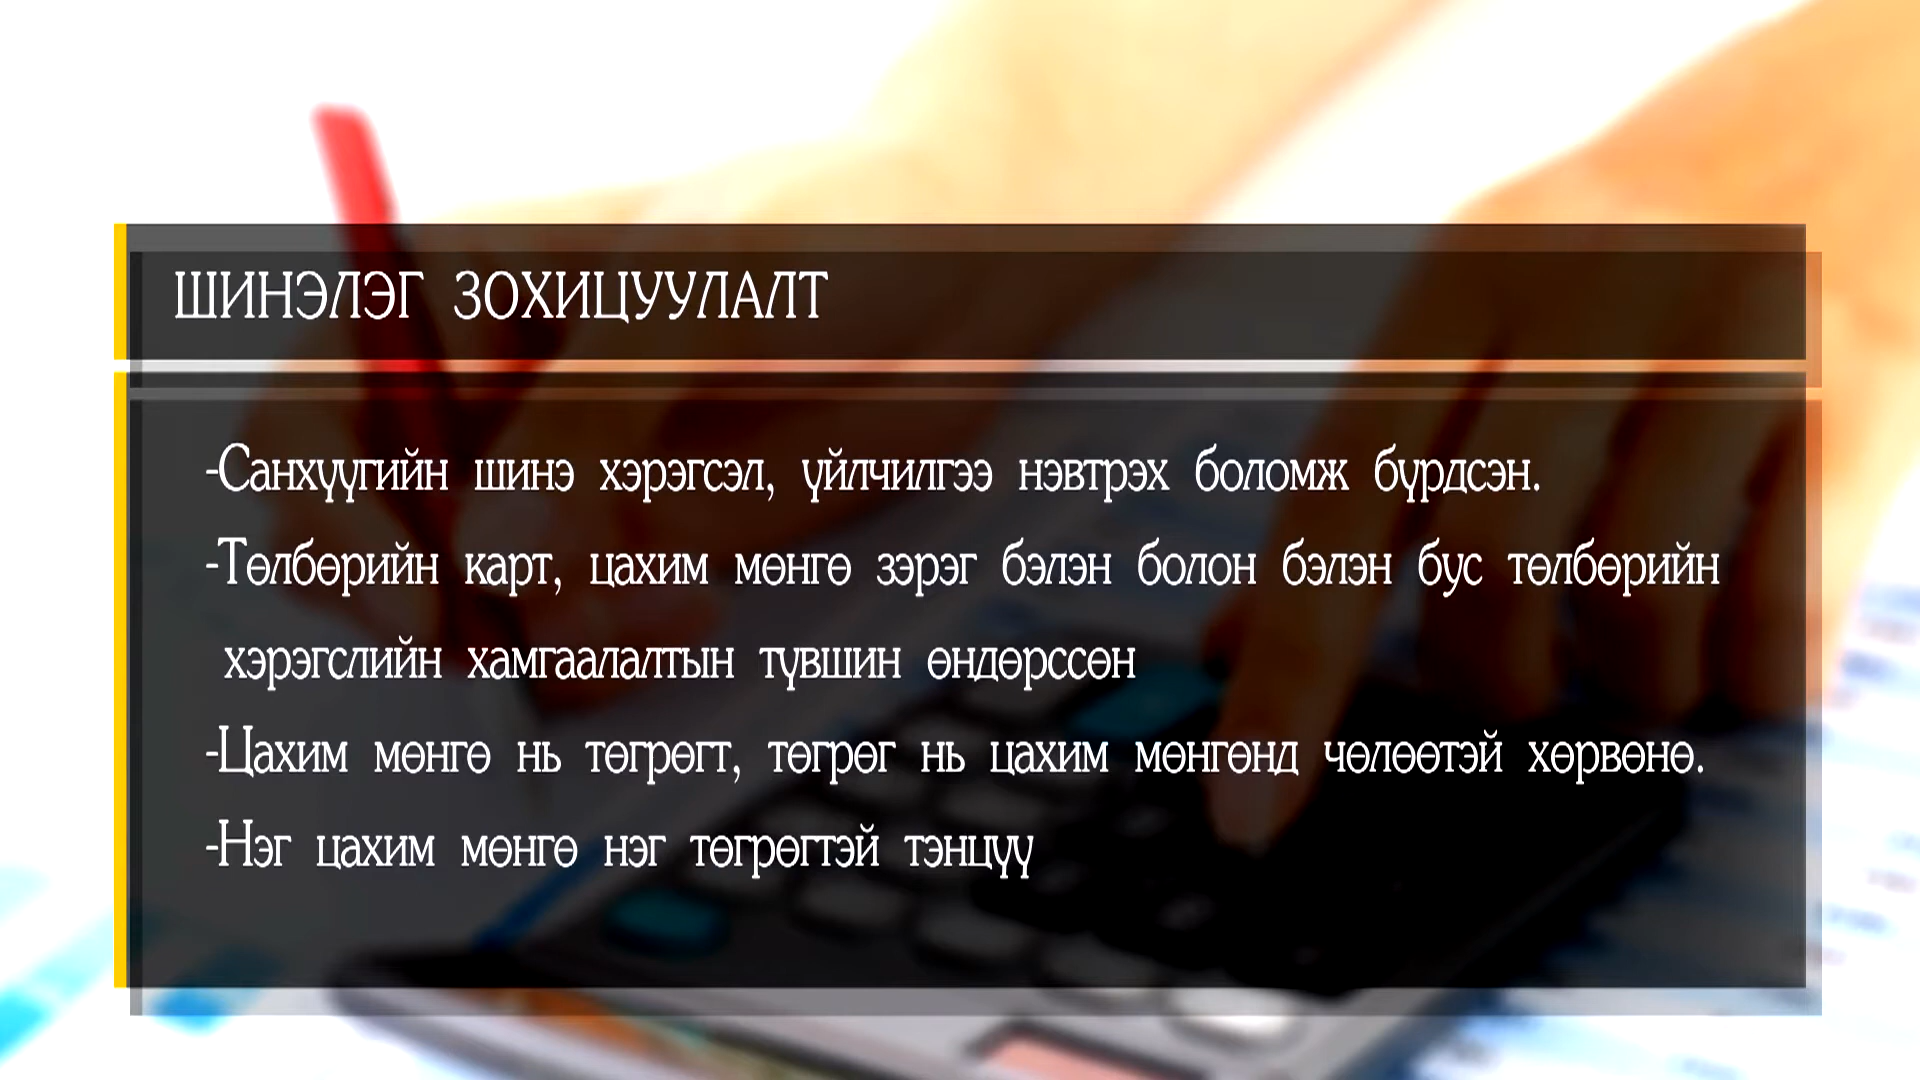 ШИНЭЛЭГ ЗОХИЦУУЛАЛТ
-Санхүүгийн шинэ хэрэгсэл, үйлчилгээ нэвтрэх боломж бүрдсэн.
-Төлбөрийн карт, цахим мөнгө зэрэг бэлэн болон бэлэн бус төлбөрийн
хэрэгслийн хамгаалалтын түвшин өндөрссөн
-Цахим мөнгө нь төгрөгт, төгрөг нь цахим мөнгөнд чөлөөтэй хөрвөнө.
-Нэг цахим мөнгө нэг төгрөгтэй тэнцүү